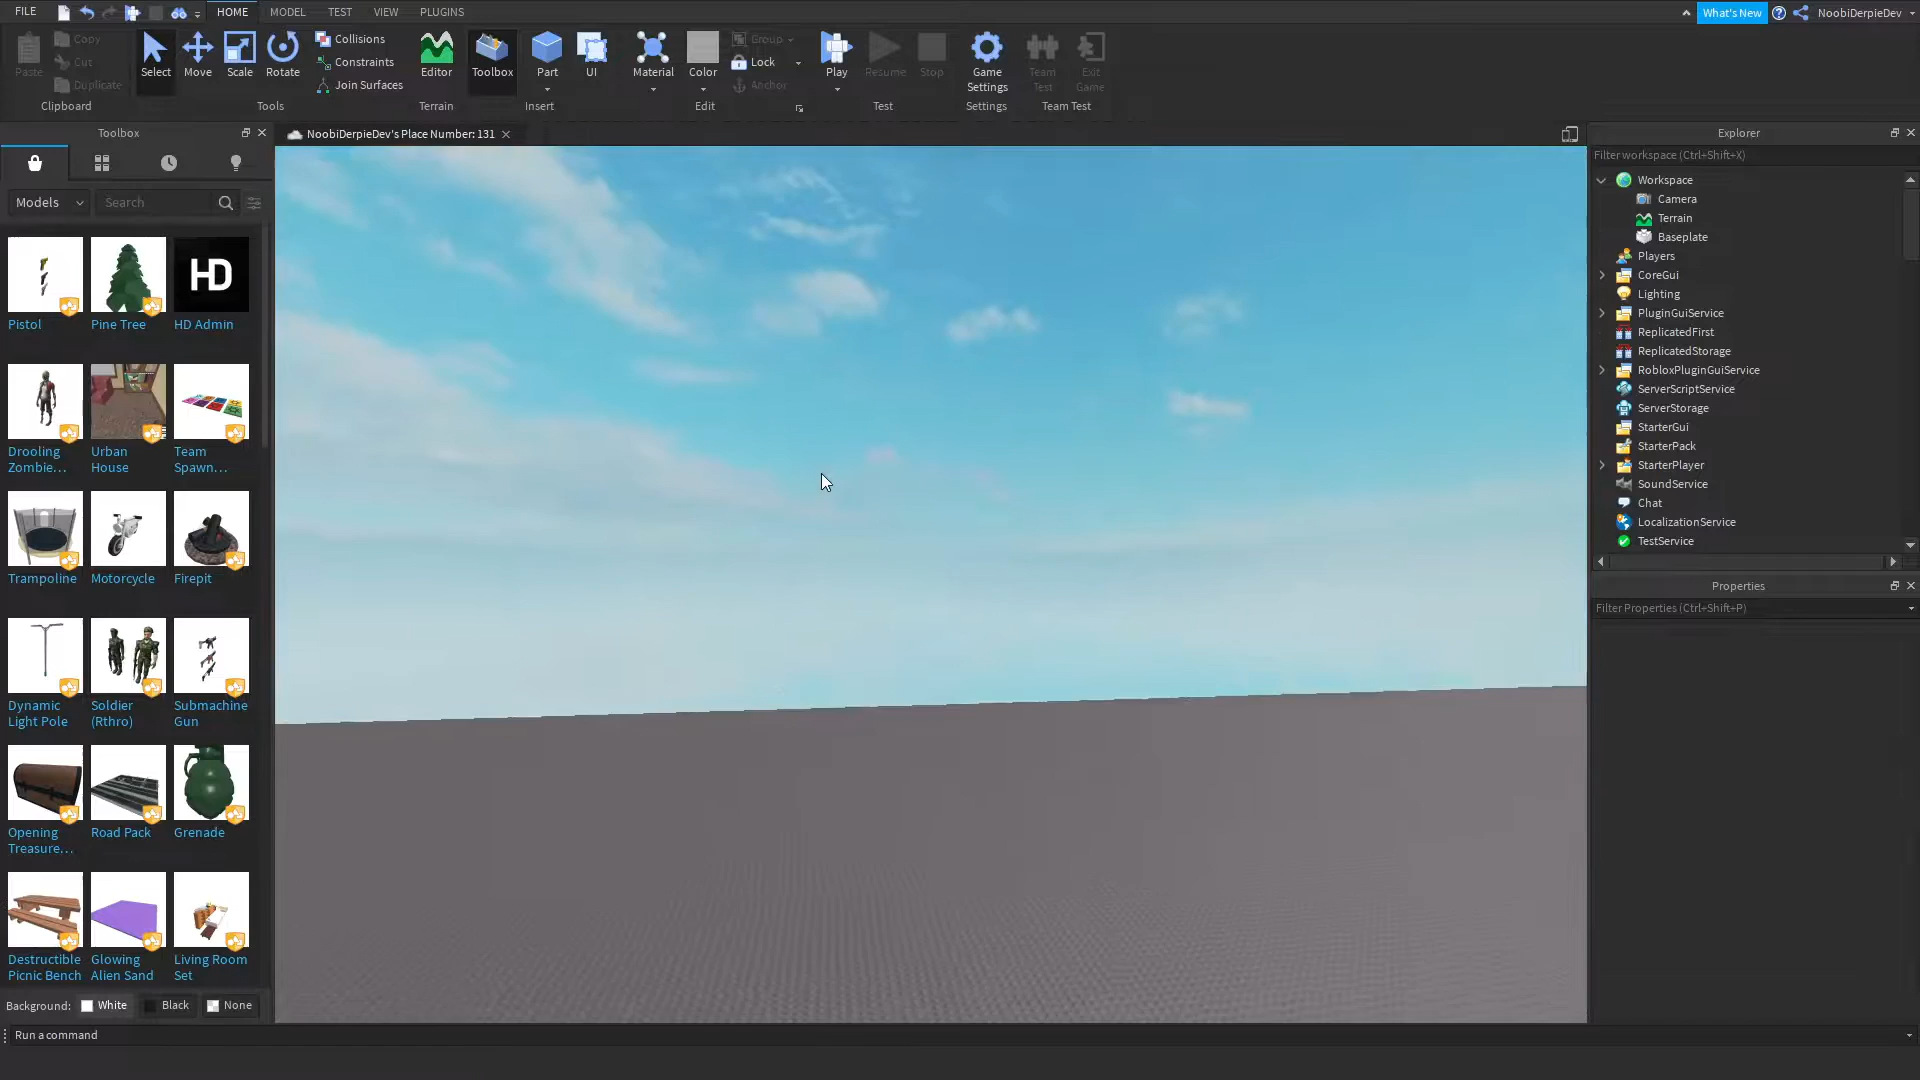 FILE HOME MODEL TEST VIEW PLUGINS What's New NoobiDerpieDev
Paste
Copy
Cut
Duplicate
Clipboard
Select Move Scale Rotate
Collisions
Constraints
Join Surfaces
Tools
Editor
Terrain
Toolbox Part UI
Insert
Material Color
Group
Lock
Anchor
Edit
Play Resume Stop
Test
Game
Settings
Settings
Team
Test
Exit
Game
Team Test
Toolbox
Models Search
Pistol Pine Tree HD HD Admin
Drooling
Zombie...
Urban
House
Team
Spawn...
Trampoline Motorcycle Firepit
Dynamic
Light Pole
Soldier
(Rthro)
Submachine
Gun
Opening
Treasure...
Road Pack Grenade
Destructible
Picnic Bench
Glowing
Alien Sand
Living Room
Set
Background: White Black None
Run a command
NoobiDerpieDev's Place Number: 131
Explorer
Filter workspace (Ctrl+Shift+X)
Workspace
Camera
Terrain
Baseplate
Players
CoreGui
Lighting
PluginGuiService
ReplicatedFirst
ReplicatedStorage
RobloxPluginGuiService
ServerScriptService
ServerStorage
StarterGui
StarterPack
StarterPlayer
SoundService
Chat
LocalizationService
TestService
Properties
Filter Properties (Ctrl+Shift+P)